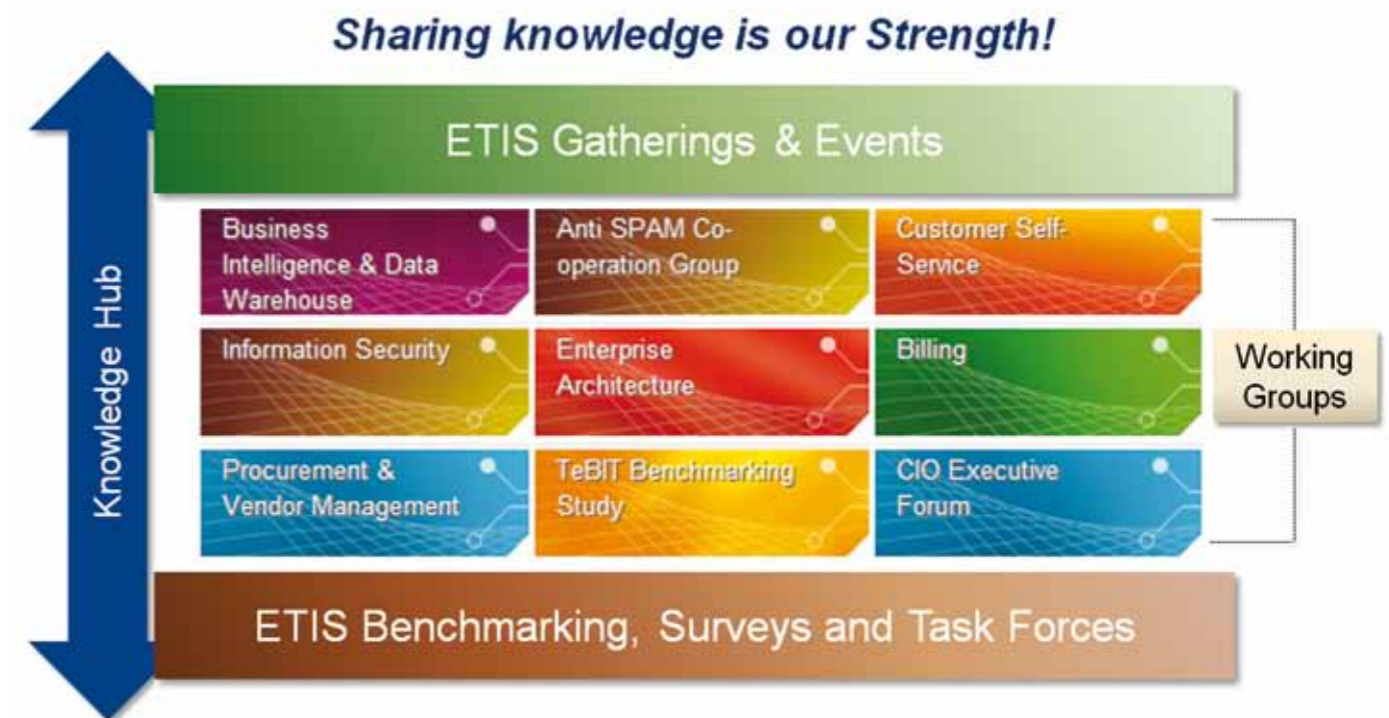 Sharing knowledge is our Strength!
ETIS Gatherings & Events
Knowledge Hub
Business
Intelligence & Data
Warehouse
Anti SPAM Co-
operation Group
Customer Self-
Service
Information Security
Enterprise
Architecture
Billing
Working
Groups
Procurement &
Vendor Management
TeBIT Benchmarking
Study
CIO Executive
Forum
ETIS Benchmarking, Surveys and Task Forces